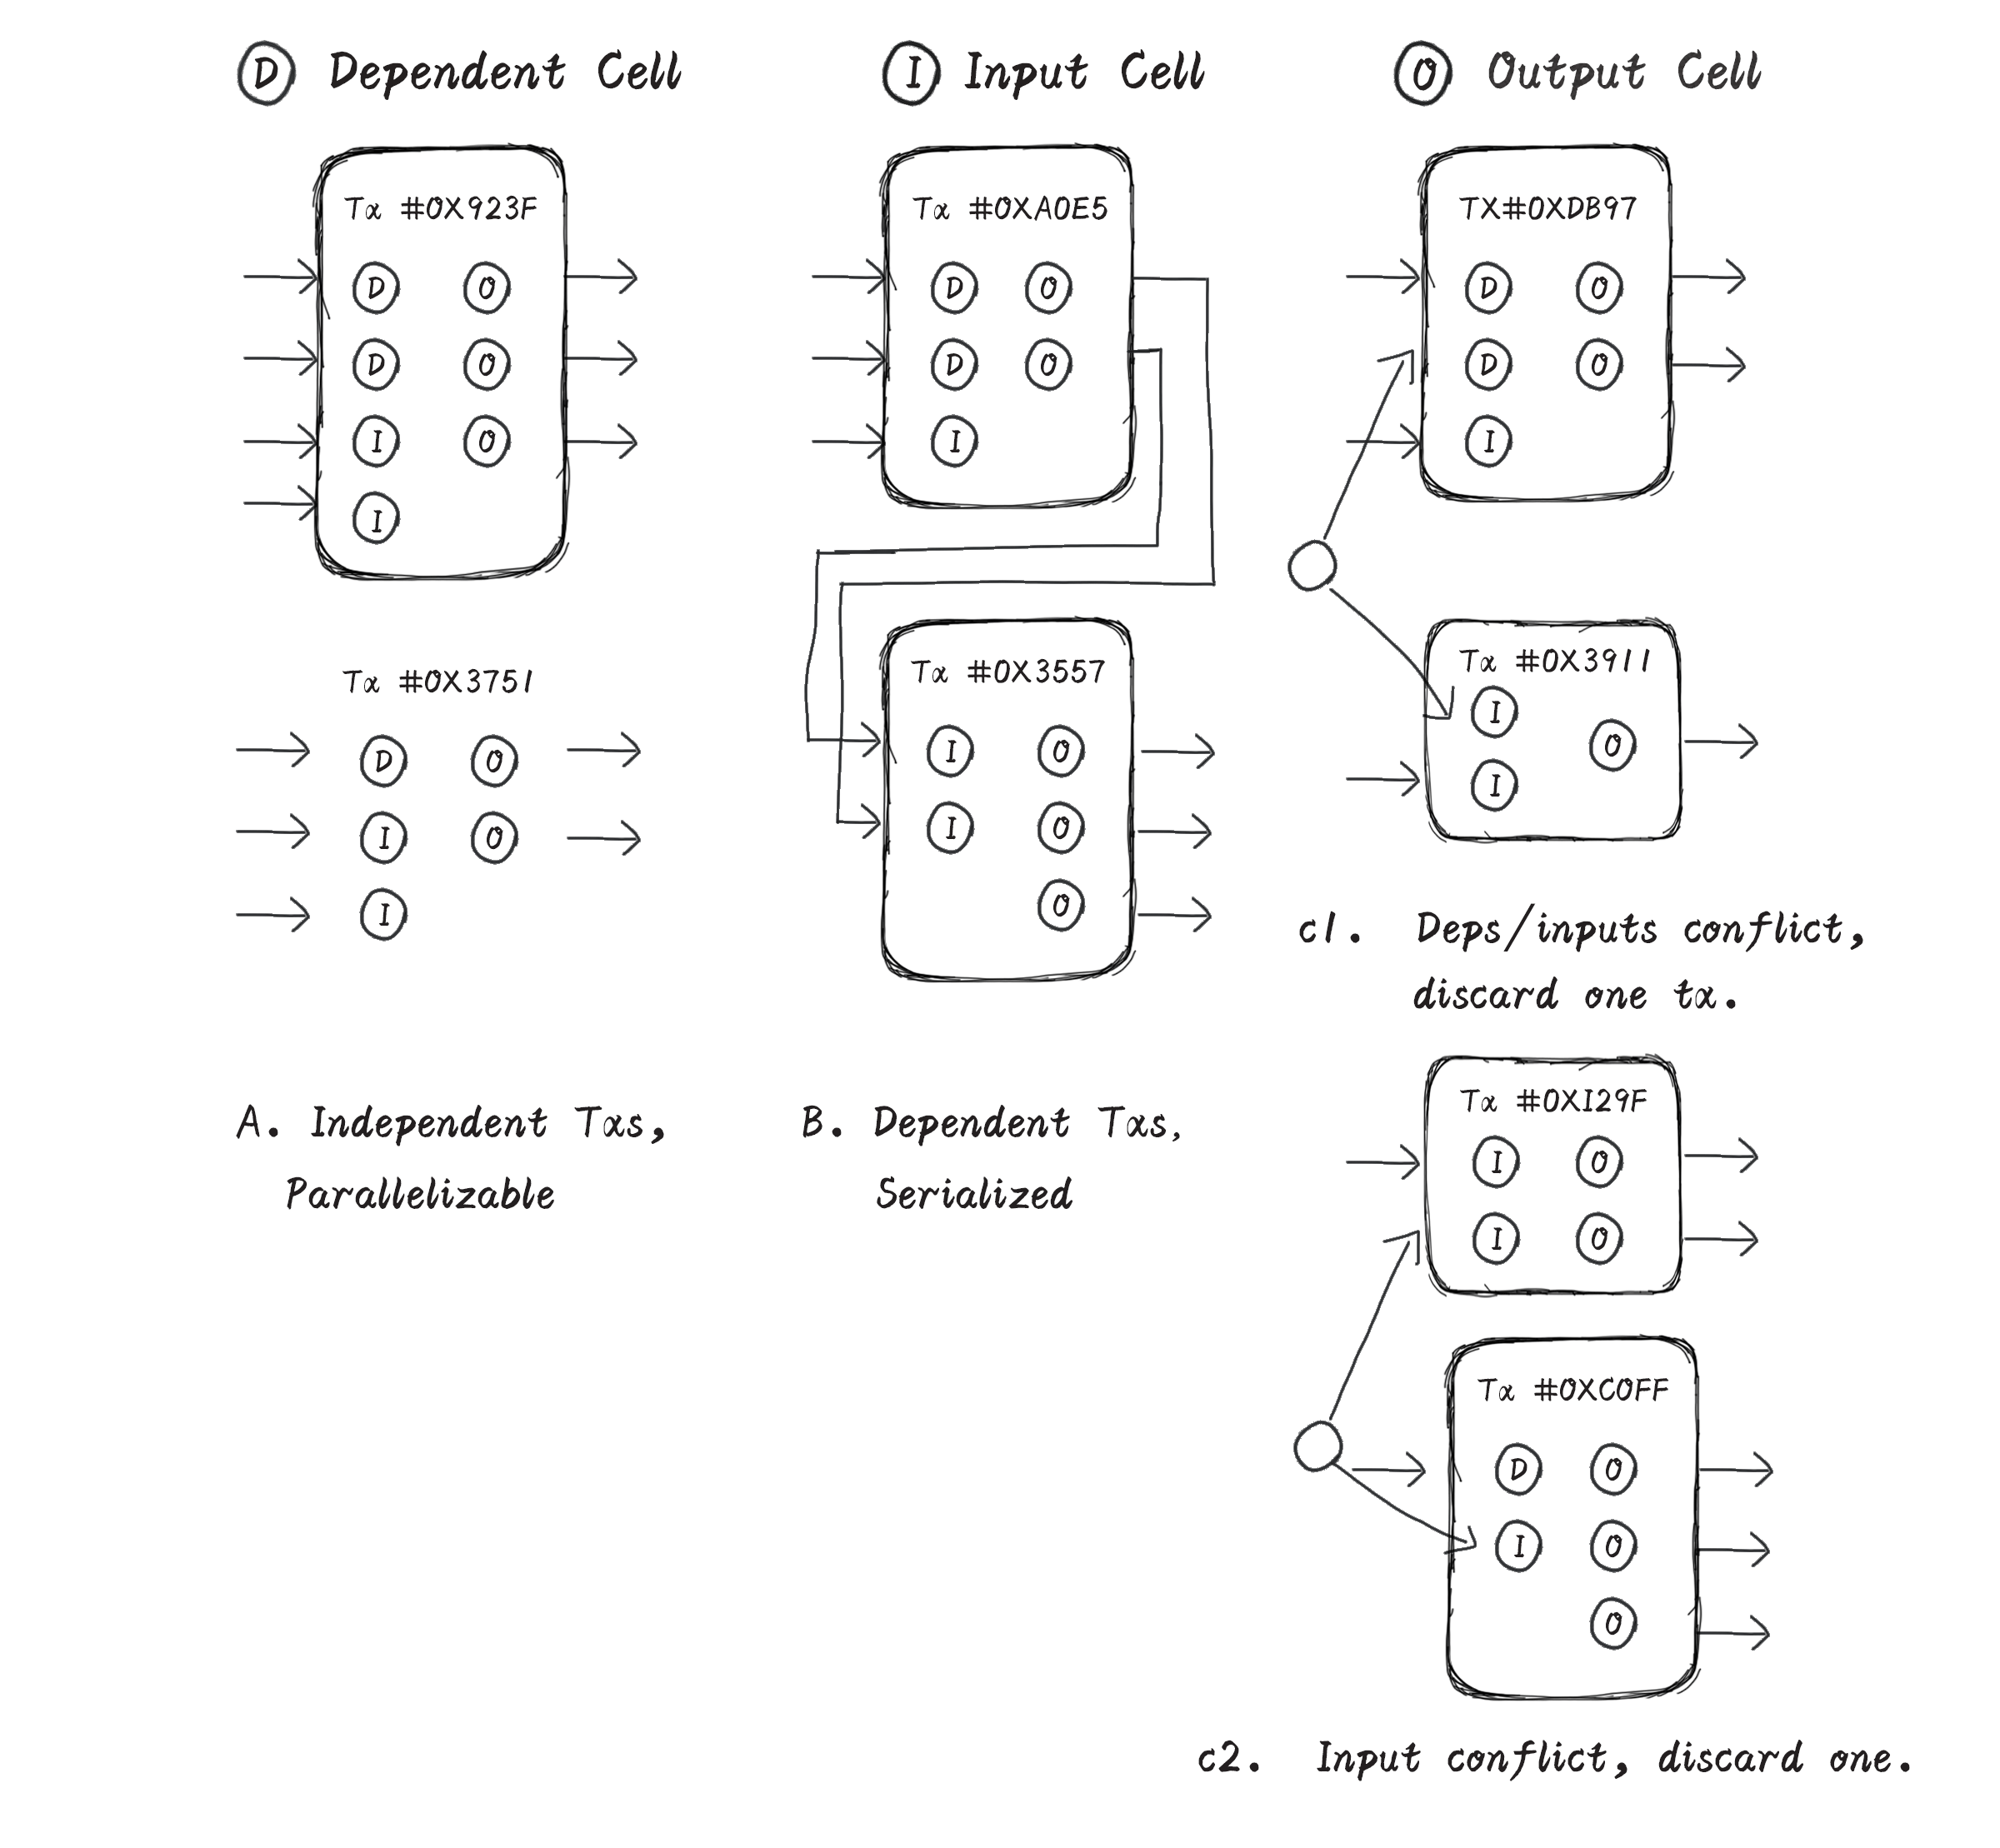 D Dependent Cell
I Input Cell
O Output Cell
Tx #0X923F
D O
D O
I O
I
Tx #0X3751
D O
I O
I
A. Independent Txs,
Parallelizable
Tx #0XA0E5
D O
D O
I
Tx #0X3557
I O
I O
O
B. Dependent Txs,
Serialized
TX#0XDB97
D O
D O
I
Tx #0X3911
I
O
I
c1. Deps/inputs conflict,
discard one tx.
Tx #0XI29F
I O
I O
Tx #0XC0FF
D O
I O
O
c2. Input conflict, discard one.